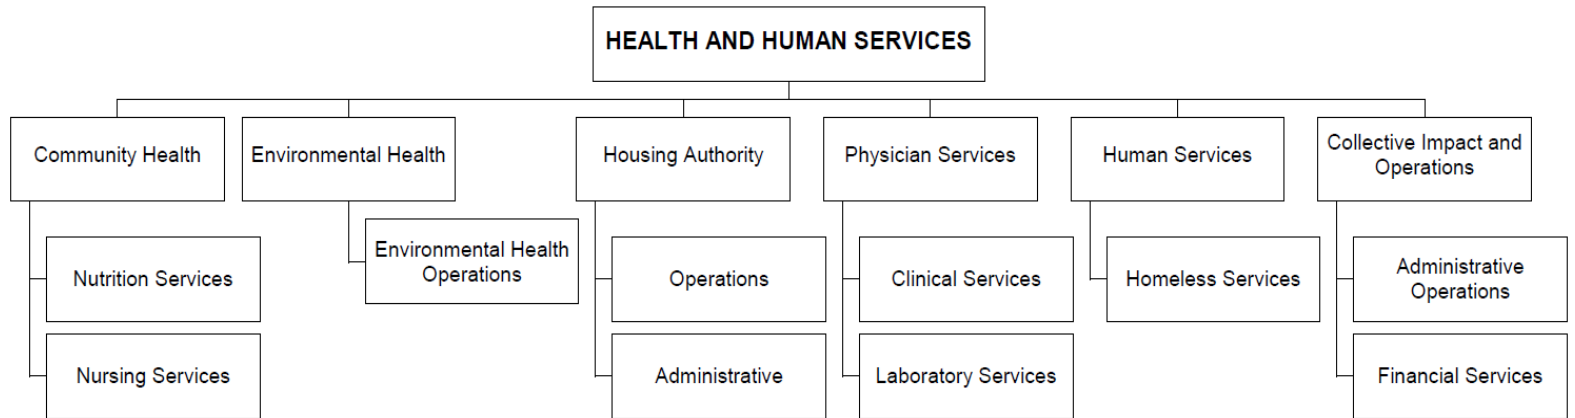 HEALTH AND HUMAN SERVICES
Community Health
Environmental Health
Housing Authority
Physician Services
Human Services
Collective Impact and
Operations
Nutrition Services
Environmental Health
Operations
Operations
Clinical Services
Homeless Services
Administrative
Operations
Nursing Services
Administrative
Laboratory Services
Financial Services